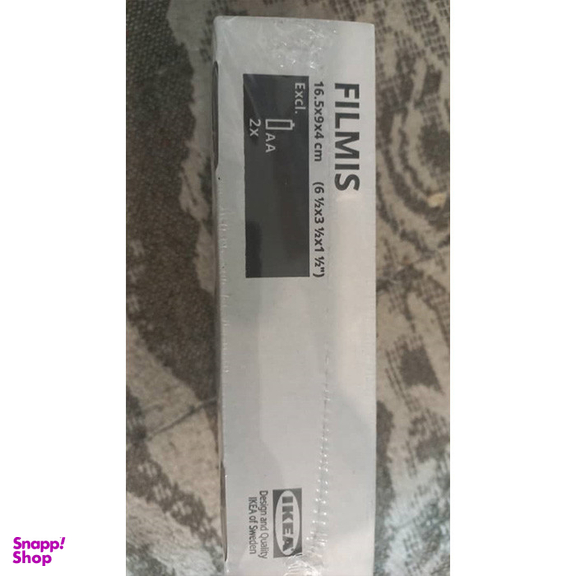 FILMIS
16.5x9x4 cm (6 ½x3 ½x1 ½")
Excl.
AA
2x
IKEA
Design and Quality
IKEA of Sweden
Snapp!
Shop